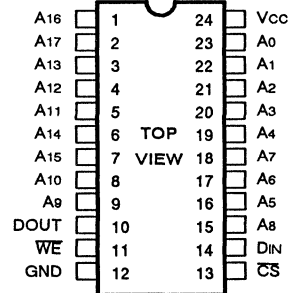 A16 1 24 VCC
A17 2 23 A0
A13 3 22 A1
A12 4 21 A2
A11 5 20 A3
A14 6 TOP 19 A4
A15 7 VIEW 18 A7
A10 8 17 A6
A9 9 16 A5
DOUT 10 15 A8
W̅E̅ 11 14 DIN
GND 12 13 C̅S̅